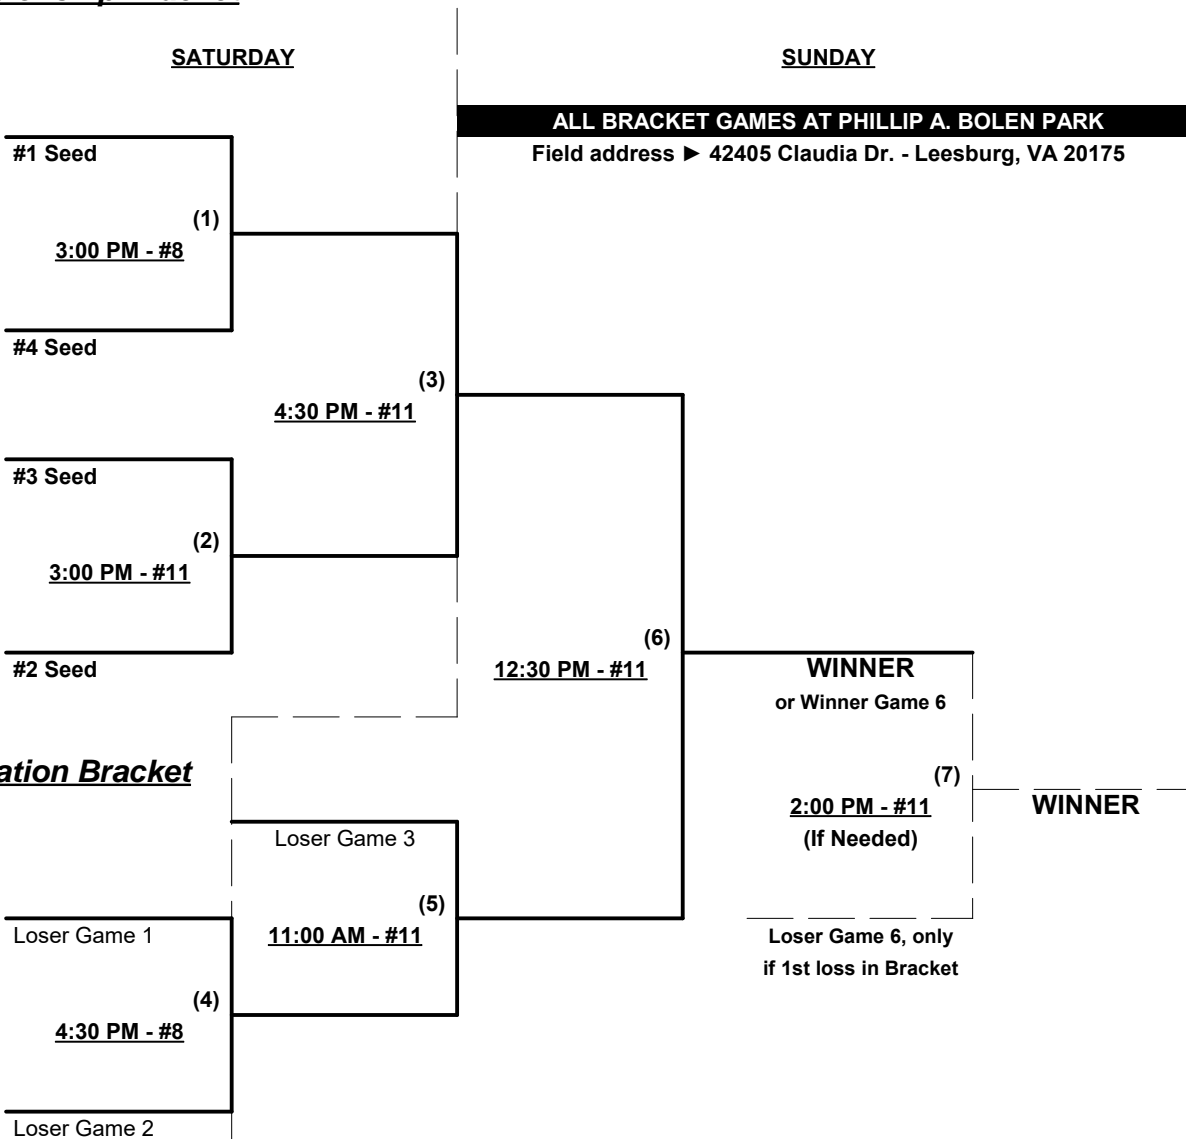 SATURDAY
SUNDAY
ALL BRACKET GAMES AT PHILLIP A. BOLEN PARK
Field address ► 42405 Claudia Dr. - Leesburg, VA 20175
#1 Seed
(1)
3:00 PM - #8
#4 Seed
(3)
4:30 PM - #11
#3 Seed
(2)
3:00 PM - #11
#2 Seed
(6)
12:30 PM - #11
WINNER
or Winner Game 6
(7)
2:00 PM - #11
(If Needed)
WINNER
ation Bracket
Loser Game 3
(5)
11:00 AM - #11
Loser Game 1
(4)
4:30 PM - #8
Loser Game 2
Loser Game 6, only
if 1st loss in Bracket